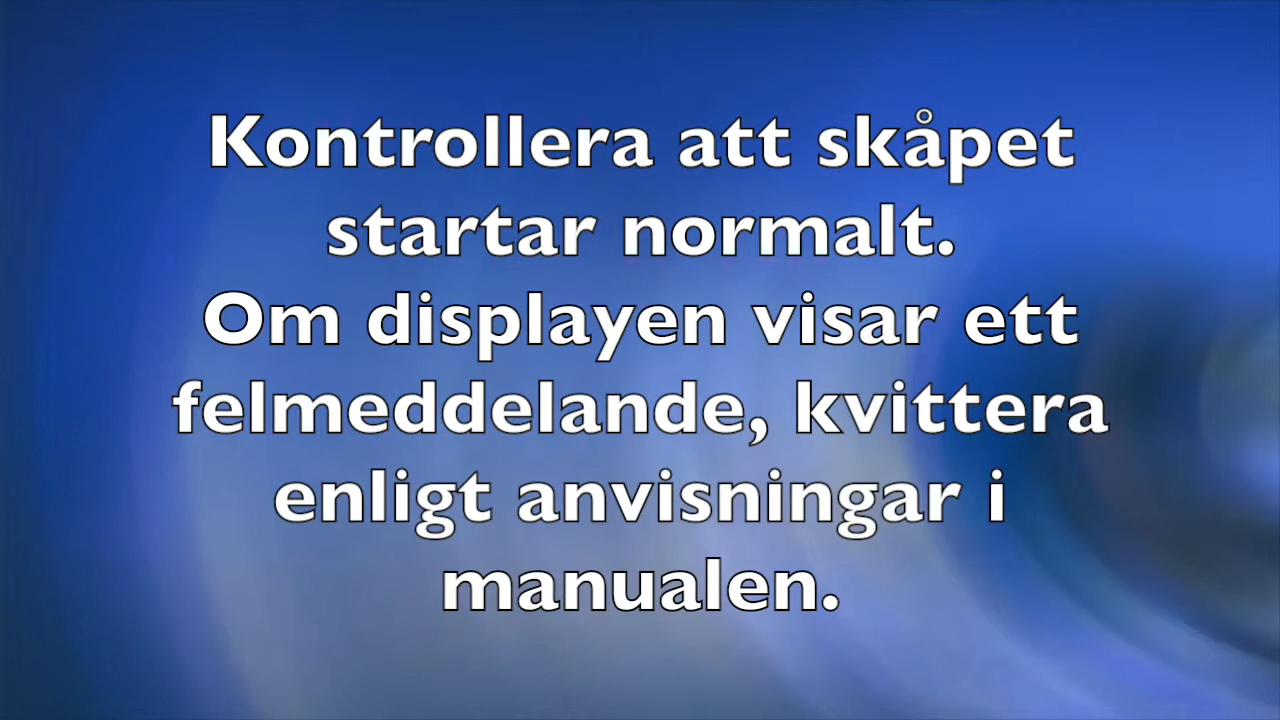 Kontrollera att skåpet
startar normalt.
Om displayen visar ett
felmeddelande, kvittera
enligt anvisningar i
manualen.